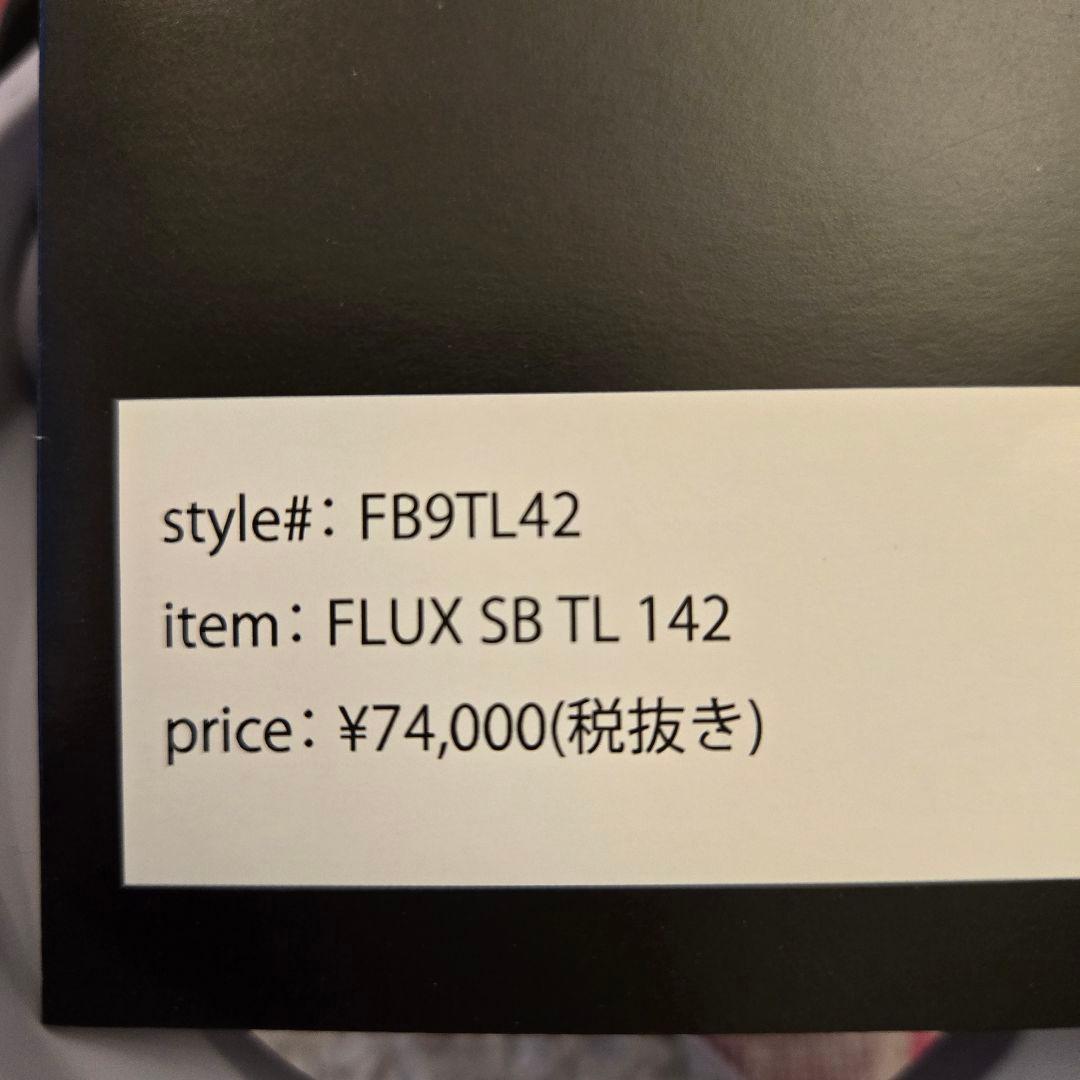 style#: FB9TL42
item: FLUX SB TL 142
price: ¥74,000(税抜き)